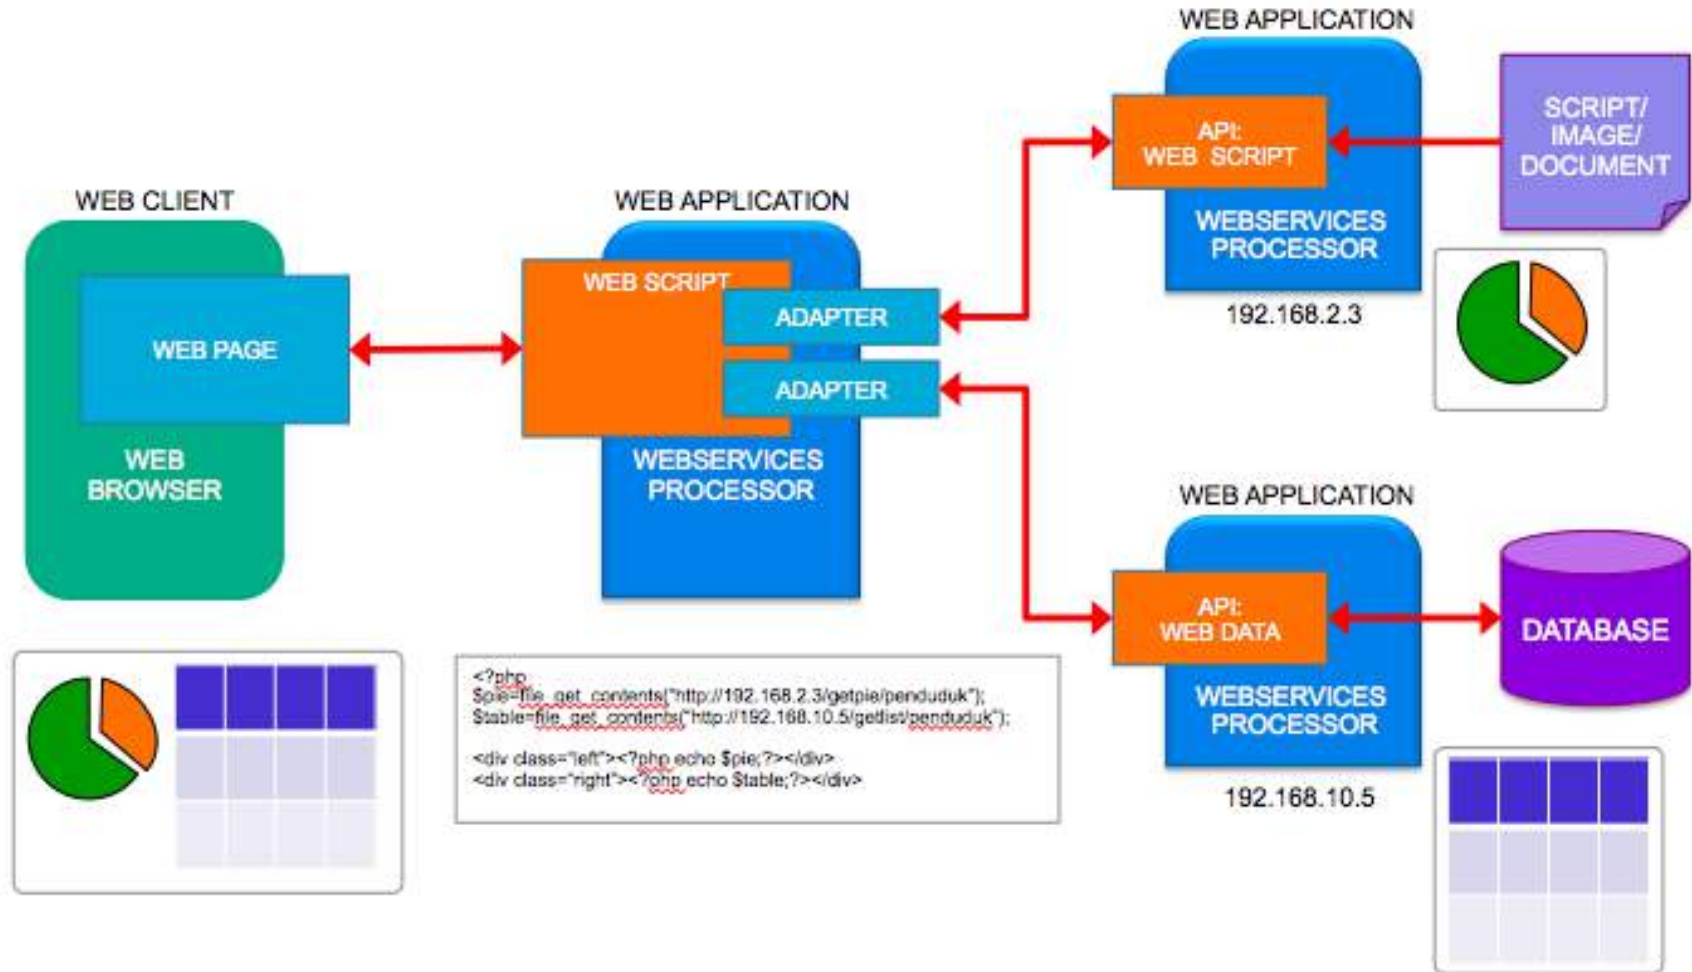 WEB CLIENT
WEB PAGE
WEB
BROWSER
WEB APPLICATION
WEB SCRIPT
ADAPTER
ADAPTER
WEBSERVICES
PROCESSOR
<?php
$pie=file_get_contents("http://192.168.2.3/getpie/penduduk");
$table=file_get_contents("http://192.168.10.5/getlist/penduduk");
<div class="left"><?php echo $pie;?></div>
<div class="right"><?php echo $table;?></div>
WEB APPLICATION
API:
WEB SCRIPT
WEBSERVICES
PROCESSOR
192.168.2.3
SCRIPT/
IMAGE/
DOCUMENT
WEB APPLICATION
API:
WEB DATA
WEBSERVICES
PROCESSOR
192.168.10.5
DATABASE